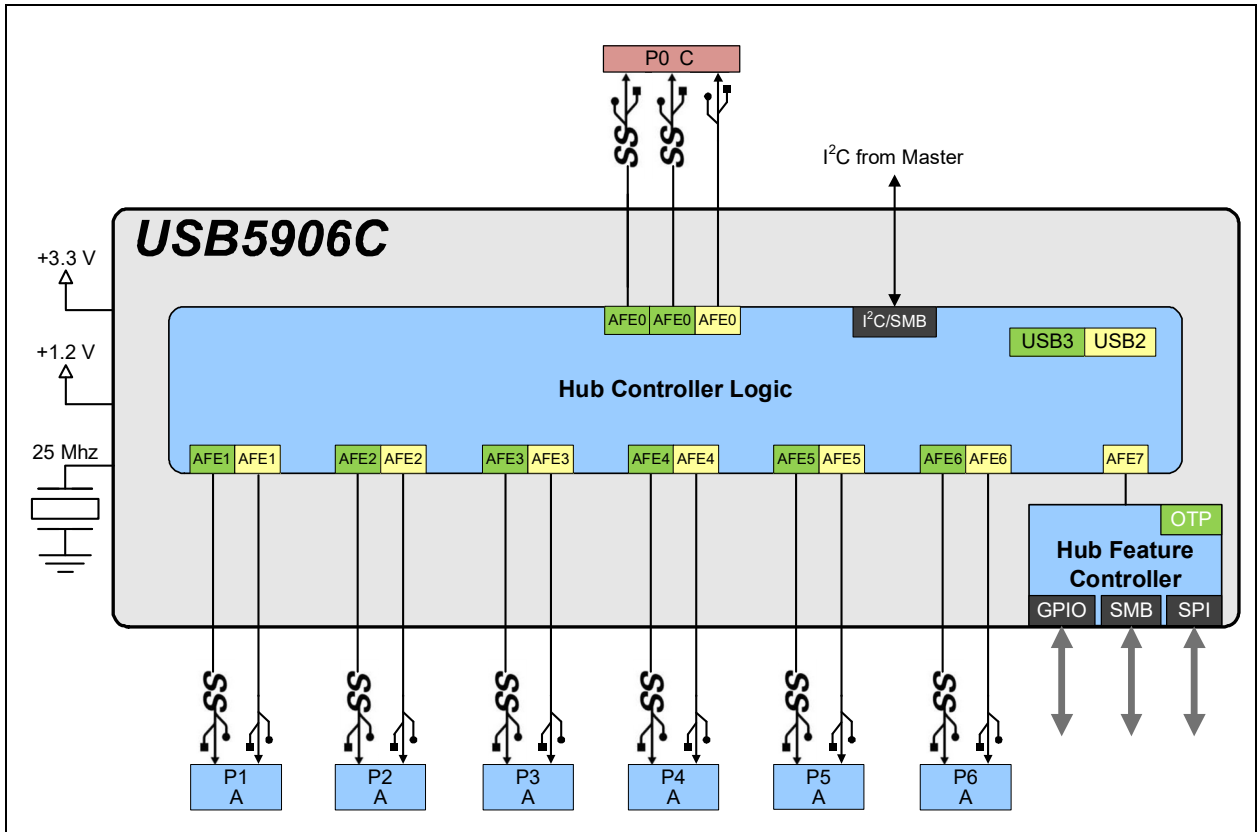 P0 C
SS SS
I²C from Master
USB5906C
+3.3 V
AFE0 AFE0 AFE0
I²C/SMB
USB3 USB2
+1.2 V
Hub Controller Logic
25 Mhz
AFE1 AFE1 AFE2 AFE2 AFE3 AFE3 AFE4 AFE4 AFE5 AFE5 AFE6 AFE6 AFE7
OTP
Hub Feature
Controller
GPIO SMB SPI
SS SS SS SS SS SS
P1
A
P2
A
P3
A
P4
A
P5
A
P6
A